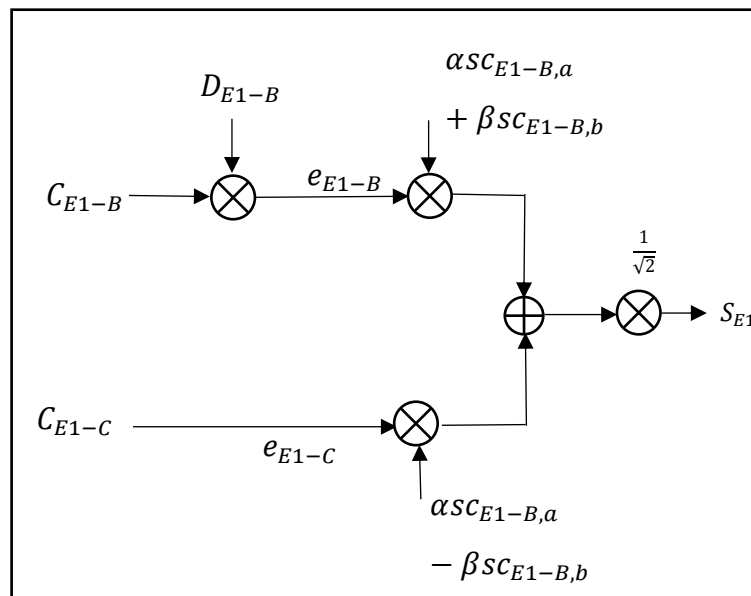 αsc_{E1−B,a}
+ βsc_{E1−B,b}
D_{E1−B}
C_{E1−B}
e_{E1−B}
1/√2
S_{E1}
C_{E1−C}
e_{E1−C}
αsc_{E1−B,a}
− βsc_{E1−B,b}